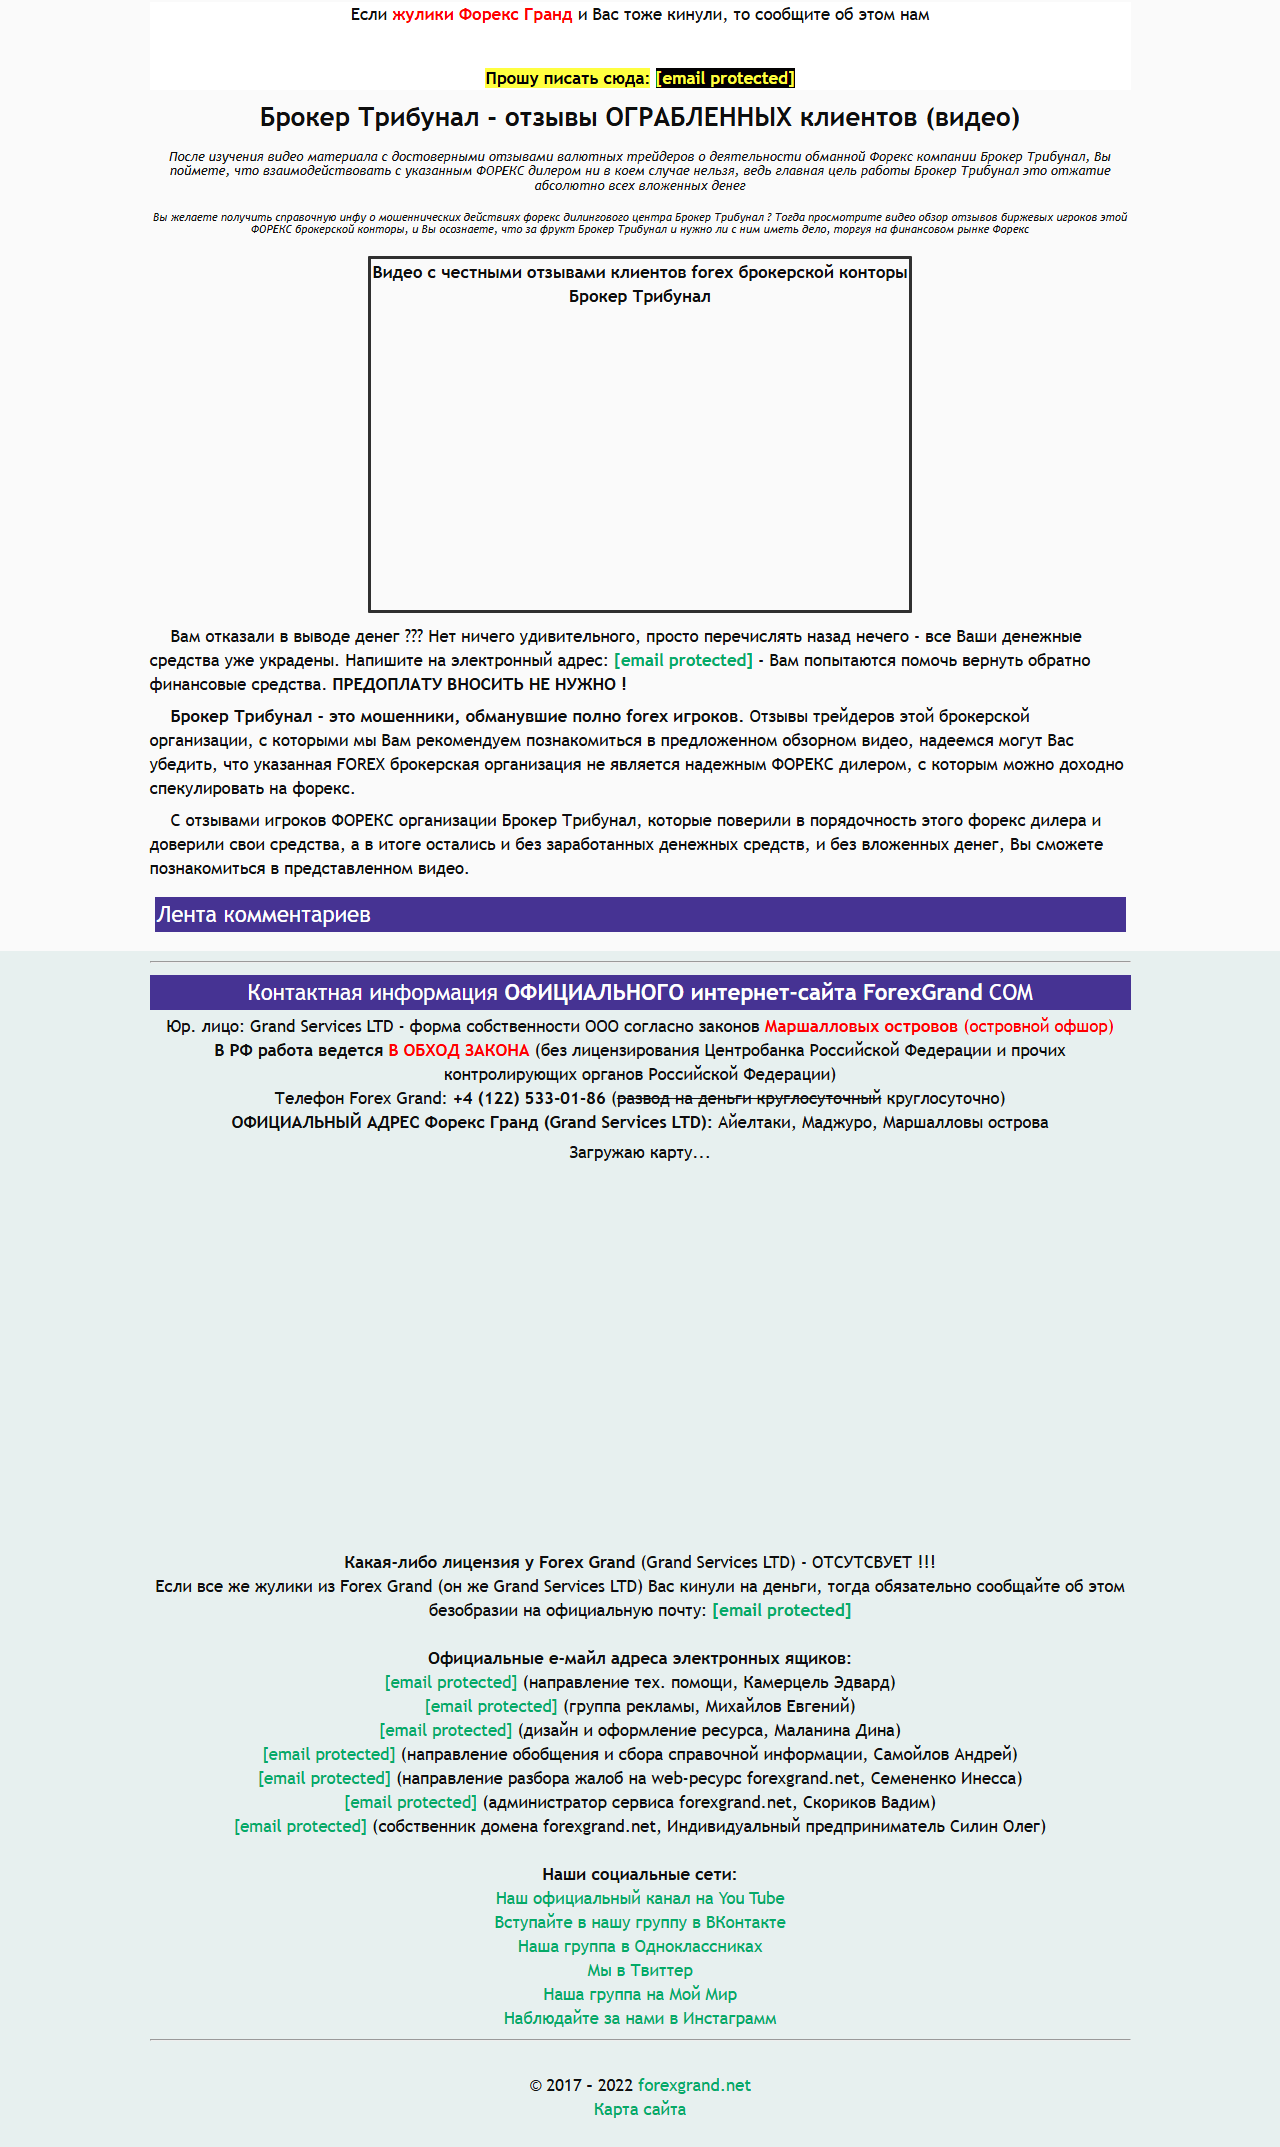 Если жулики Форекс Гранд и Вас тоже кинули, то сообщите об этом нам
Прошу писать сюда: [email protected]
Брокер Трибунал - отзывы ОГРАБЛЕННЫХ клиентов (видео)
После изучения видео материала с достоверными отзывами валютных трейдеров о деятельности обманной Форекс компании Брокер Трибунал, Вы
поймете, что взаимодействовать с указанным ФОРЕКС дилером ни в коем случае нельзя, ведь главная цель работы Брокер Трибунал это отжатие
абсолютно всех вложенных денег
Вы желаете получить справочную инфу о мошеннических действиях форекс дилингового центра Брокер Трибунал ? Тогда просмотрите видео обзор отзывов биржевых игроков этой
ФОРЕКС брокерской конторы, и Вы осознаете, что за фрукт Брокер Трибунал и нужно ли с ним иметь дело, торгуя на финансовом рынке Форекс
Видео с честными отзывами клиентов forex брокерской конторы
Брокер Трибунал
Вам отказали в выводе денег ??? Нет ничего удивительного, просто перечислять назад нечего - все Ваши денежные
средства уже украдены. Напишите на электронный адрес: [email protected] - Вам попытаются помочь вернуть обратно
финансовые средства. ПРЕДОПЛАТУ ВНОСИТЬ НЕ НУЖНО !
Брокер Трибунал - это мошенники, обманувшие полно forex игроков. Отзывы трейдеров этой брокерской
организации, с которыми мы Вам рекомендуем познакомиться в предложенном обзорном видео, надеемся могут Вас
убедить, что указанная FOREX брокерская организация не является надежным ФОРЕКС дилером, с которым можно доходно
спекулировать на форекс.
С отзывами игроков ФОРЕКС организации Брокер Трибунал, которые поверили в порядочность этого форекс дилера и
доверили свои средства, а в итоге остались и без заработанных денежных средств, и без вложенных денег, Вы сможете
познакомиться в представленном видео.
Лента комментариев
Контактная информация ОФИЦИАЛЬНОГО интернет-сайта ForexGrand COM
Юр. лицо: Grand Services LTD - форма собственности ООО согласно законов Маршалловых островов (островной офшор)
В РФ работа ведется В ОБХОД ЗАКОНА (без лицензирования Центробанка Российской Федерации и прочих
контролирующих органов Российской Федерации)
Телефон Forex Grand: +4 (122) 533-01-86 (развод на деньги круглосуточный круглосуточно)
ОФИЦИАЛЬНЫЙ АДРЕС Форекс Гранд (Grand Services LTD): Айелтаки, Маджуро, Маршалловы острова
Загружаю карту...
Какая-либо лицензия у Forex Grand (Grand Services LTD) - ОТСУТСВУЕТ !!!
Если все же жулики из Forex Grand (он же Grand Services LTD) Вас кинули на деньги, тогда обязательно сообщайте об этом
безобразии на официальную почту: [email protected]
Официальные е-майл адреса электронных ящиков:
[email protected] (направление тех. помощи, Камерцель Эдвард)
[email protected] (группа рекламы, Михайлов Евгений)
[email protected] (дизайн и оформление ресурса, Маланина Дина)
[email protected] (направление обобщения и сбора справочной информации, Самойлов Андрей)
[email protected] (направление разбора жалоб на web-ресурс forexgrand.net, Семененко Инесса)
[email protected] (администратор сервиса forexgrand.net, Скориков Вадим)
[email protected] (собственник домена forexgrand.net, Индивидуальный предприниматель Силин Олег)
Наши социальные сети:
Наш официальный канал на You Tube
Вступайте в нашу группу в ВКонтакте
Наша группа в Одноклассниках
Мы в Твиттер
Наша группа на Мой Мир
Наблюдайте за нами в Инстаграмм
© 2017 – 2022 forexgrand.net
Карта сайта